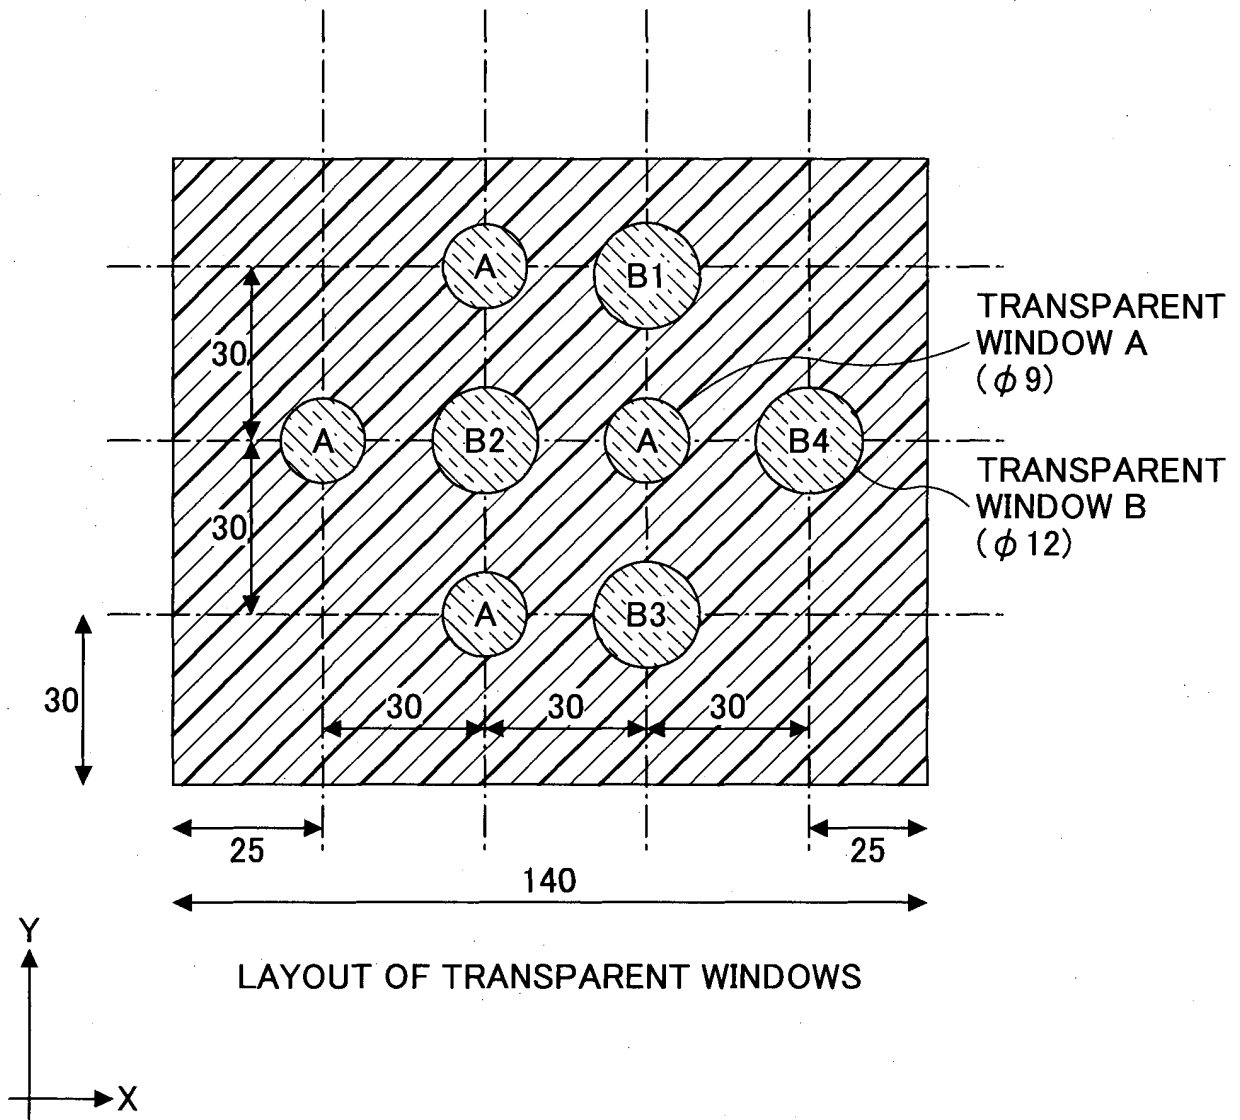 A
B1
TRANSPARENT
WINDOW A
(φ9)
30
A
B2
A
B4
TRANSPARENT
WINDOW B
(φ12)
30
A
B3
30
30
30
30
25
25
140
Y
LAYOUT OF TRANSPARENT WINDOWS
X